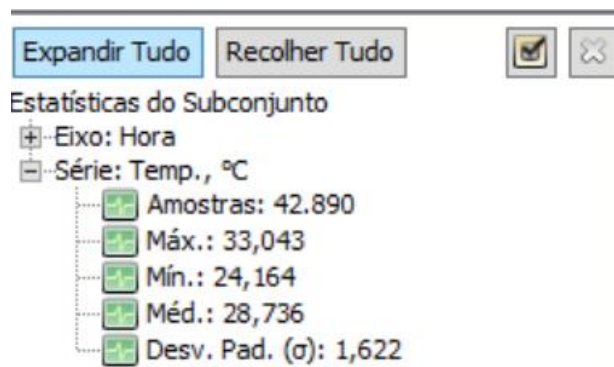 Expandir Tudo Recolher Tudo
Estatísticas do Subconjunto
Eixo: Hora
Série: Temp., °C
Amostras: 42.890
Máx.: 33,043
Mín.: 24,164
Méd.: 28,736
Desv. Pad. (σ): 1,622